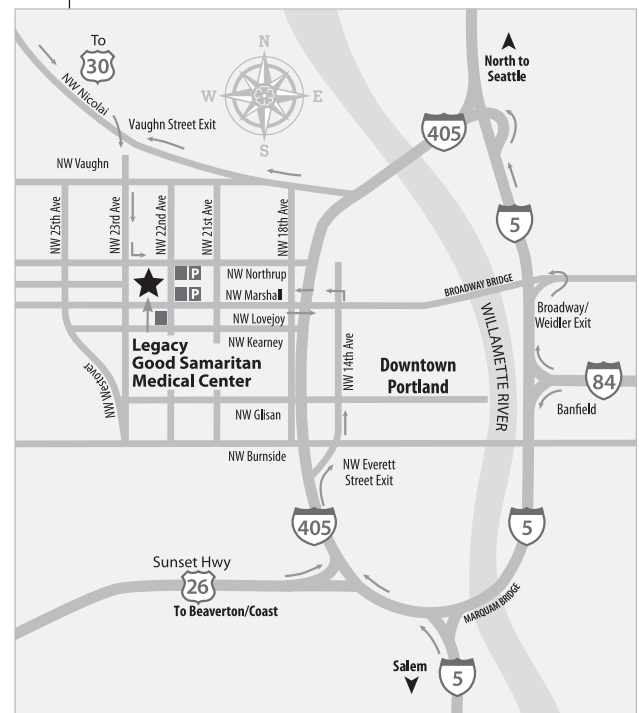 To
30
NW Nicolai
Vaughn Street Exit
N
W
E
S
North to
Seattle
405
5
NW Vaughn
NW 25th Ave
NW 23rd Ave
NW 22nd Ave
NW 21st Ave
NW 18th Ave
NW Northrup
P
NW Marshall
P
NW Lovejoy
NW Kearney
BROADWAY BRIDGE
WILLAMETTE RIVER
Broadway/
Weidler Exit
Legacy
Good Samaritan
Medical Center
NW Westover
NW 14th Ave
Downtown
Portland
84
Banfield
NW Glisan
NW Burnside
NW Everett
Street Exit
405
5
Sunset Hwy
26
To Beaverton/Coast
MARQUAM BRIDGE
Salem
5